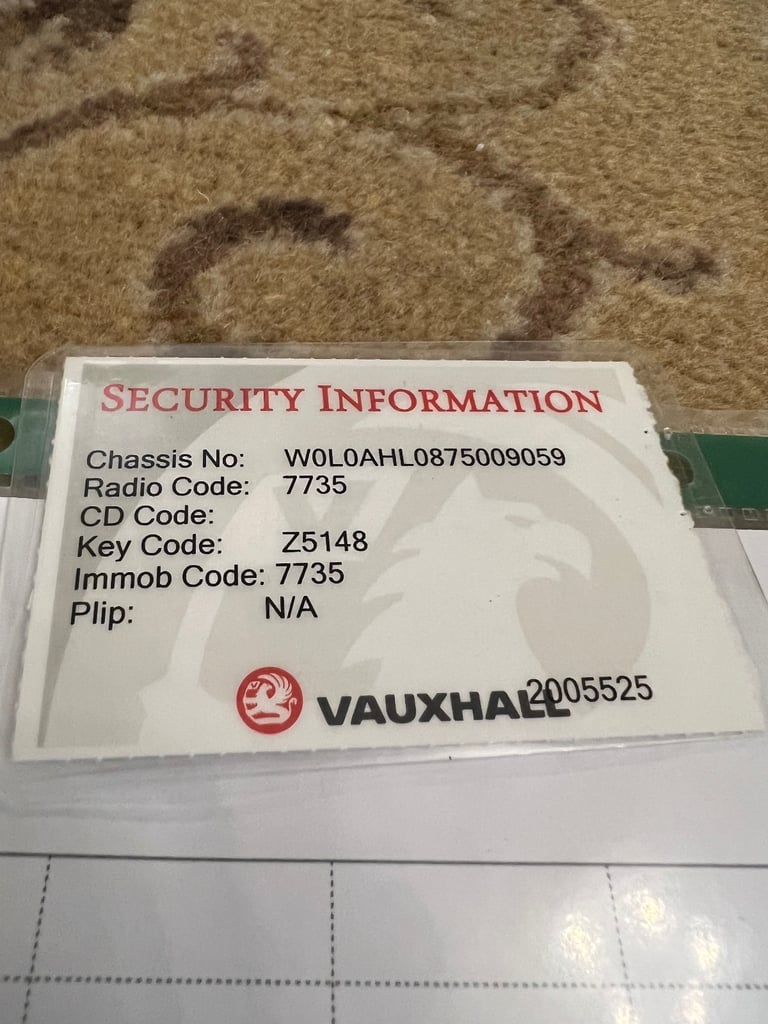 SECURITY INFORMATION
Chassis No: W0L0AHL0875009059
Radio Code: 7735
CD Code:
Key Code: Z5148
Immob Code: 7735
Plip: N/A
VAUXHALL 2005525